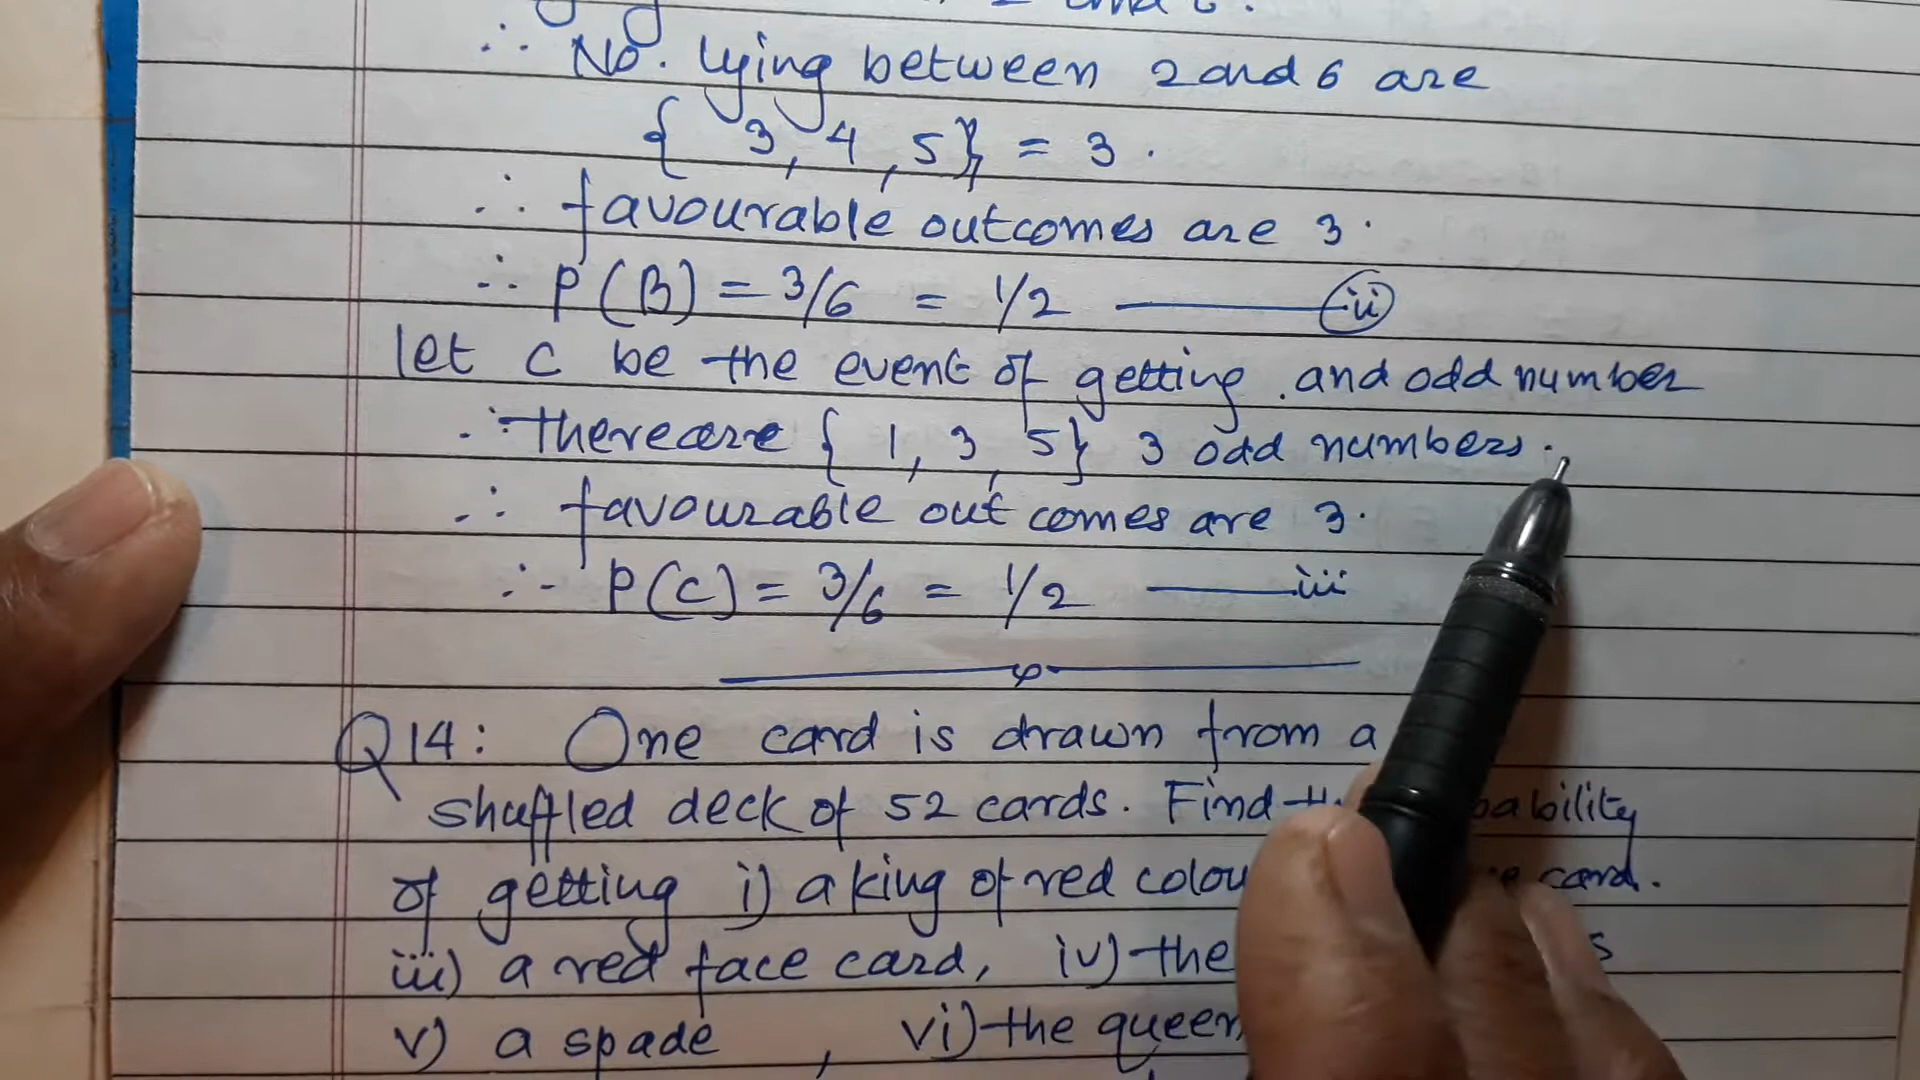 ∴ No. lying between 2 and 6 are
{ 3, 4, 5} = 3.
∴ favourable outcomes are 3.
∴ P(B) = 3/6 = 1/2 — ii
let C be the event of getting and odd number
∴ there are { 1, 3, 5} 3 odd numbers.
∴ favourable out comes are 3.
∴ P(C) = 3/6 = 1/2 — iii
Q14: One card is drawn from a
shuffled deck of 52 cards. Find
of getting i) a king of red card.
iii) a red face card, iv) the
v) a spade, vi) the queen